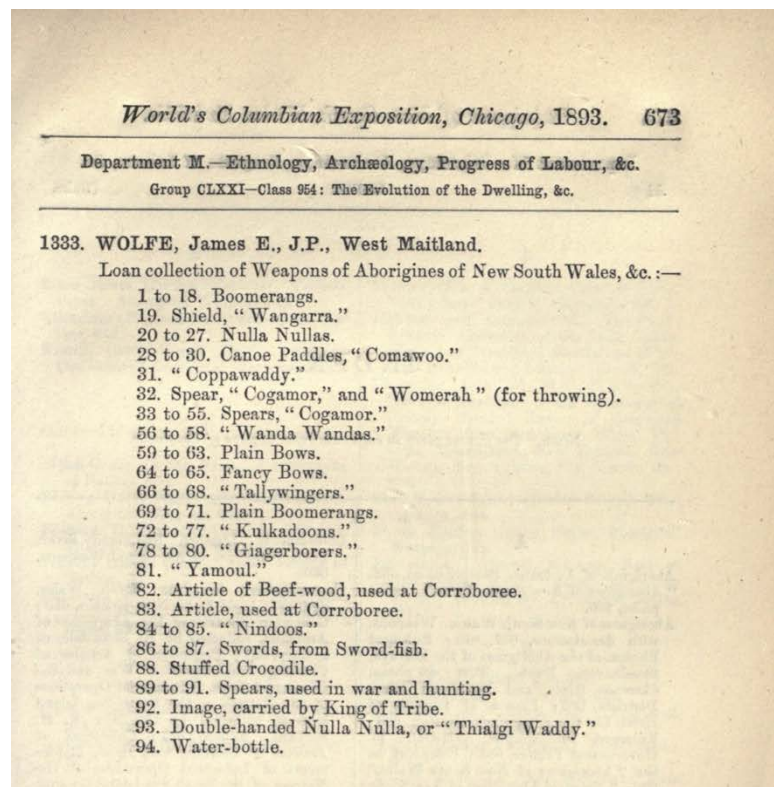 World's Columbian Exposition, Chicago, 1893. 673
Department M.—Ethnology, Archæology, Progress of Labour, &c.
Group CLXXI—Class 954: The Evolution of the Dwelling, &c.
1333. WOLFE, James E., J.P., West Maitland.
Loan collection of Weapons of Aborigines of New South Wales, &c.:—
1 to 18. Boomerangs.
19. Shield, "Wangarra."
20 to 27. Nulla Nullas.
28 to 30. Canoe Paddles, "Comawoo."
31. "Coppawaddy."
32. Spear, "Cogamor," and "Womerah" (for throwing).
33 to 55. Spears, "Cogamor."
56 to 58. "Wanda Wandas."
59 to 63. Plain Bows.
64 to 65. Fancy Bows.
66 to 68. "Tallywingers."
69 to 71. Plain Boomerangs.
72 to 77. "Kulkadoons."
78 to 80. "Giagerborers."
81. "Yamoul."
82. Article of Beef-wood, used at Corroboree.
83. Article, used at Corroboree.
84 to 85. "Nindoos."
86 to 87. Swords, from Sword-fish.
88. Stuffed Crocodile.
89 to 91. Spears, used in war and hunting.
92. Image, carried by King of Tribe.
93. Double-handed Nulla Nulla, or "Thialgi Waddy."
94. Water-bottle.